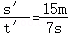 s′/t′ = 15m/7s